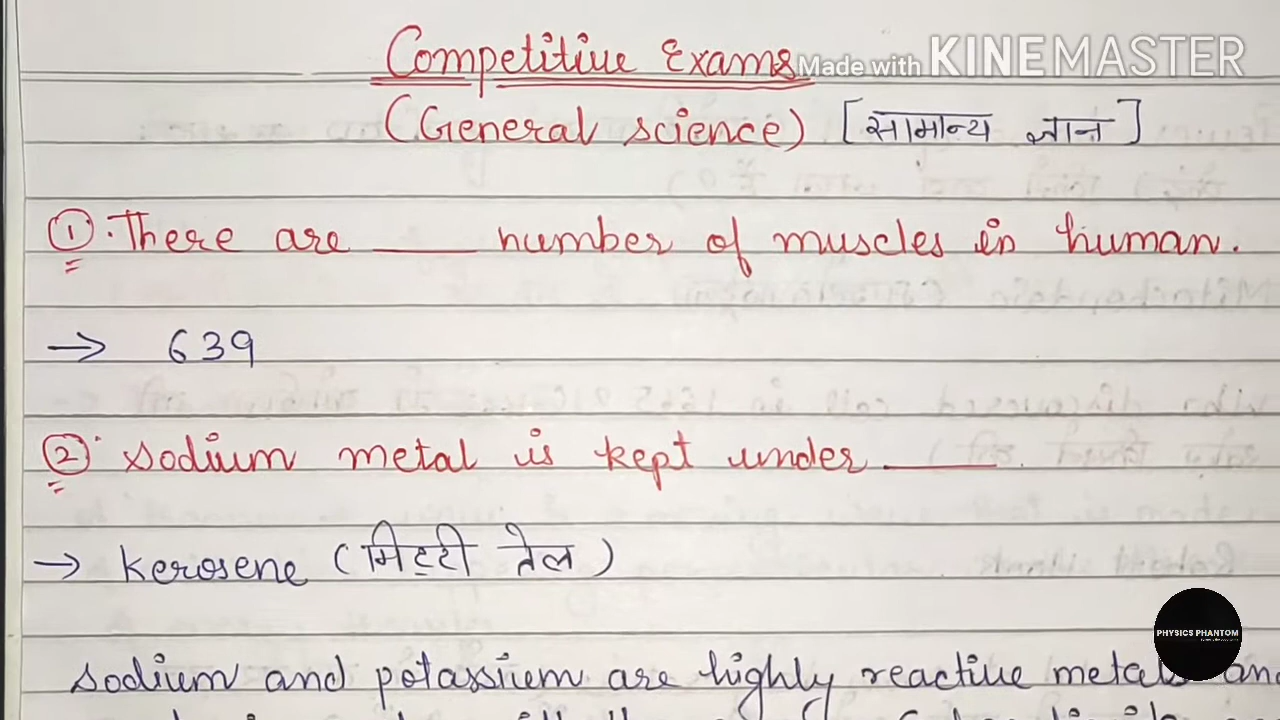 Competitive Exams
Made with KINEMASTER
(General science) [सामान्य ज्ञान]
①. There are ____ number of muscles in human.
→ 639
②. Sodium metal is kept under ____.
→ Kerosene (मिट्टी तेल)
PHYSICS PHANTOM
Sodium and potassium are highly reactive metals and